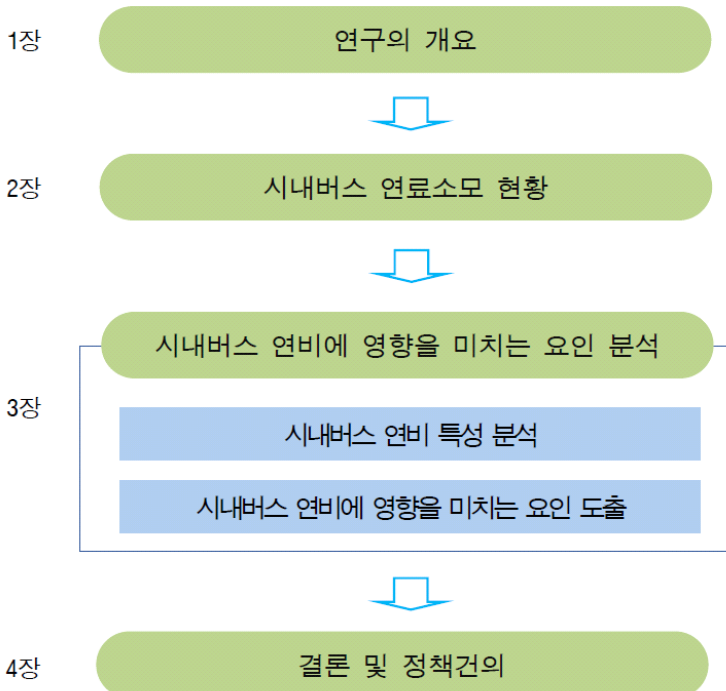 1장
연구의 개요
2장
시내버스 연료소모 현황
시내버스 연비에 영향을 미치는 요인 분석
3장
시내버스 연비 특성 분석
시내버스 연비에 영향을 미치는 요인 도출
4장
결론 및 정책건의